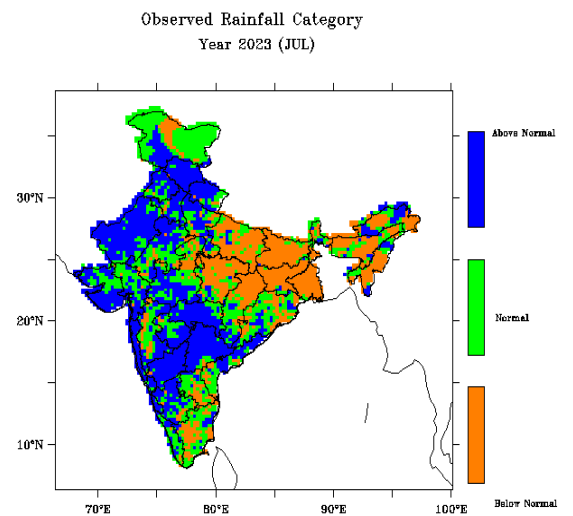 Observed Rainfall Category
Year 2023 (JUL)
Above Normal
30°N
Normal
20°N
10°N
Below Normal
70°E 80°E 90°E 100°E